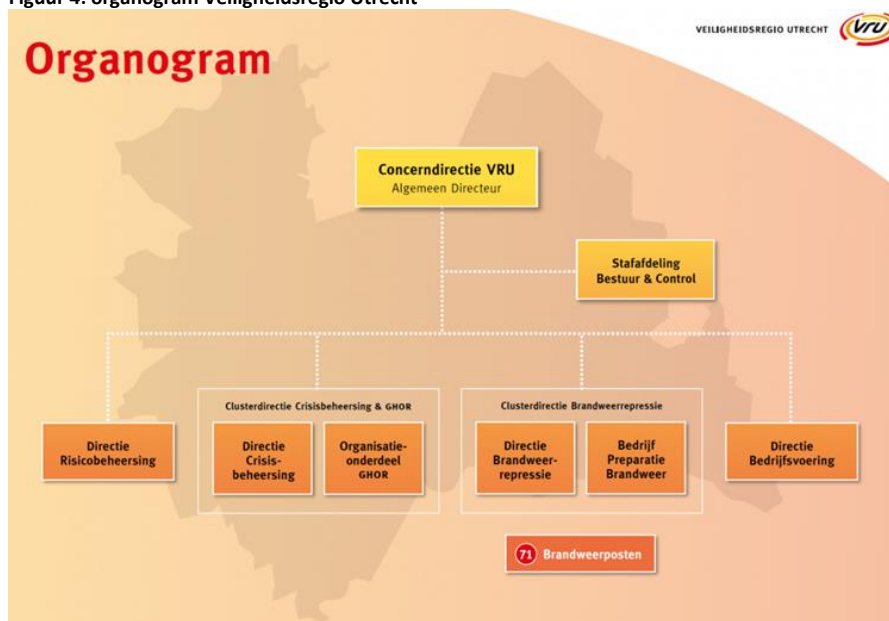 Figuur 4: organogram Veiligheidsregio Utrecht
VEILIGHEIDSREGIO UTRECHT
vru
Organogram
Concerndirectie VRU
Algemeen Directeur
Stafafdeling
Bestuur & Control
Clusterdirectie Crisisbeheersing & GHOR
Clusterdirectie Brandweerrepressie
Directie
Risicobeheersing
Directie
Crisis-
beheersing
Organisatie-
onderdeel
GHOR
Directie
Brandweer-
repressie
Bedrijf
Preparatie
Brandweer
Directie
Bedrijfsvoering
71 Brandweerposten